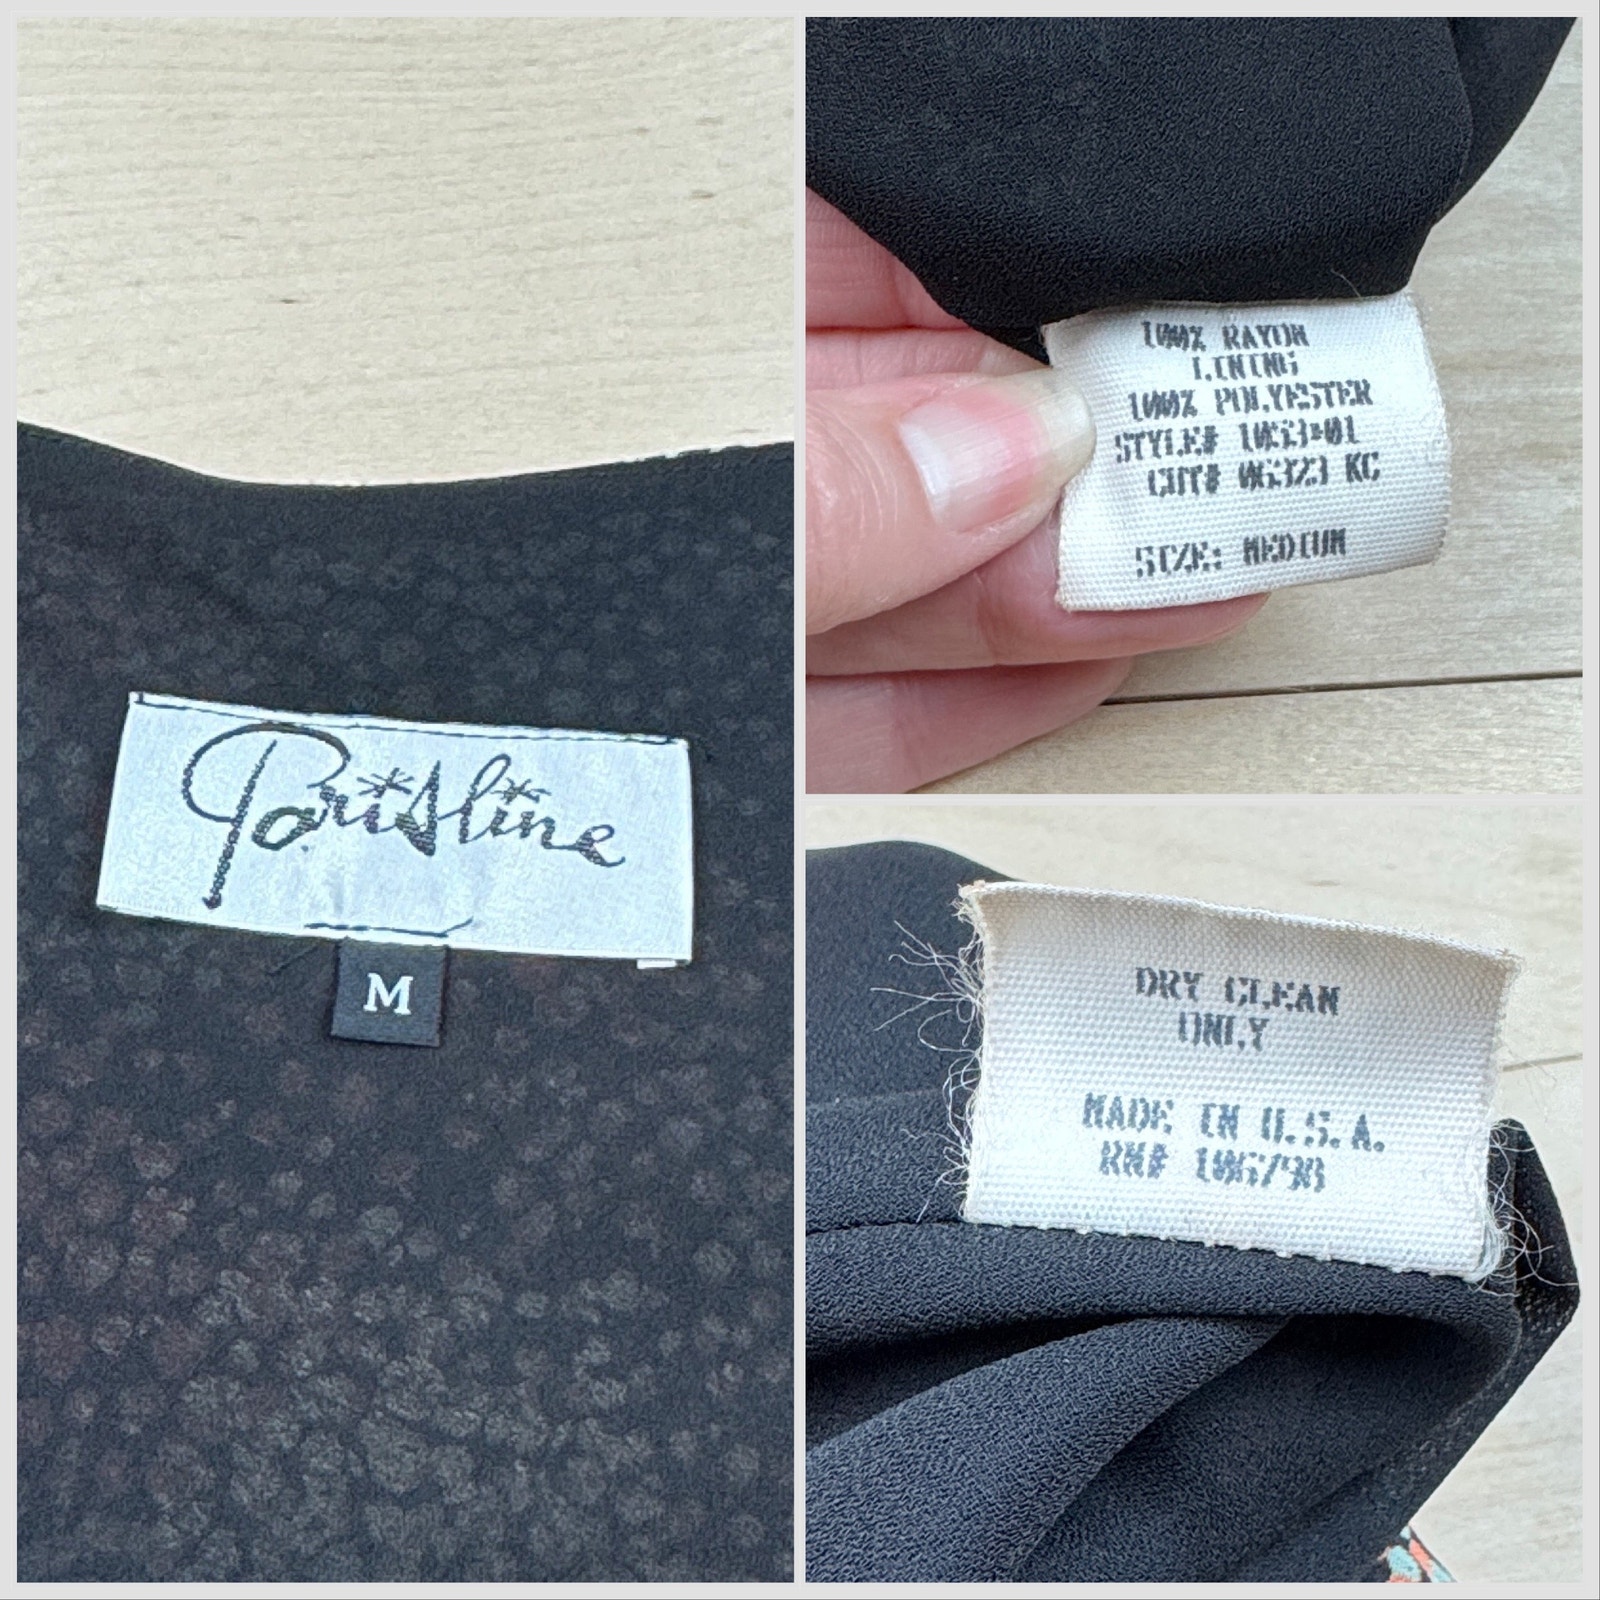 Parisline
M
100% RAYON
LINING
100% POLYESTER
STYLE# 1053*01
CUT# 06323 KC
SIZE: MEDIUM
DRY CLEAN
ONLY
MADE IN U.S.A.
RN# 106798